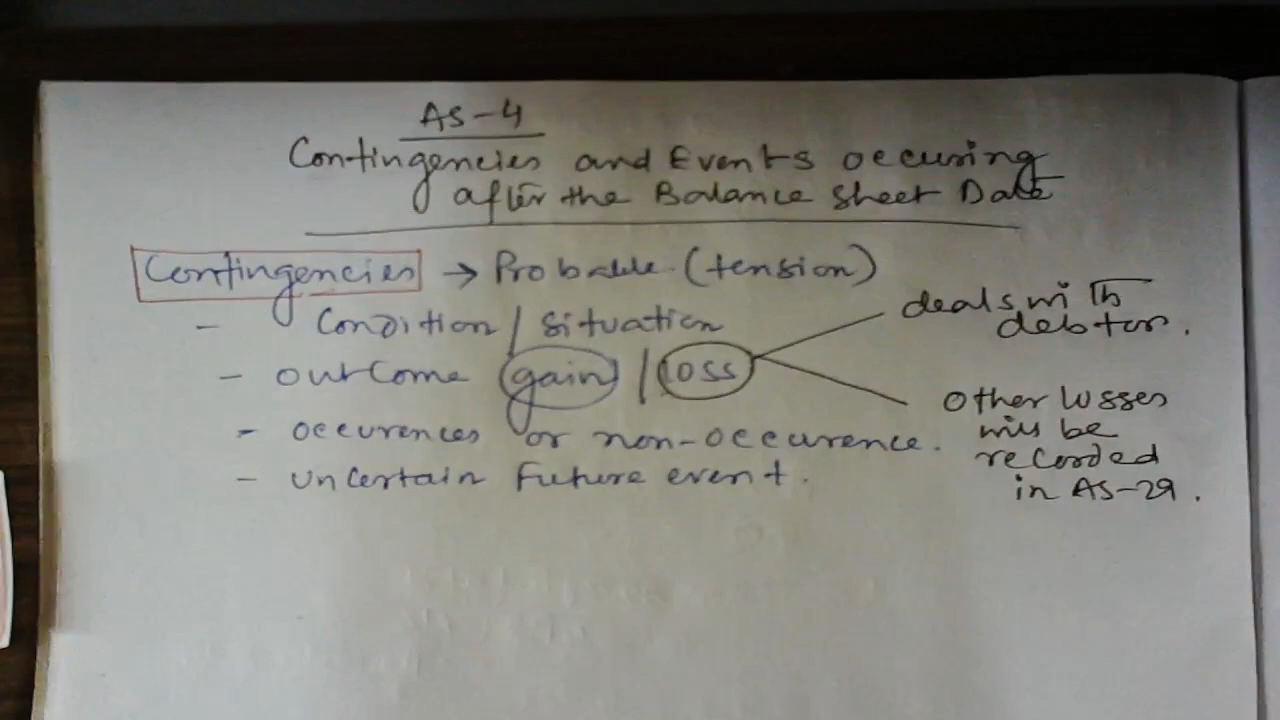 AS-4
Contingencies and Events occuring
after the Balance Sheet Date
Contingencies → Probable (tension)
- Condition / situation
- outcome gain / loss
deals with
debtors.
- occurences or non-occurence.
- uncertain future event.
Other losses
will be
recorded
in AS-29.